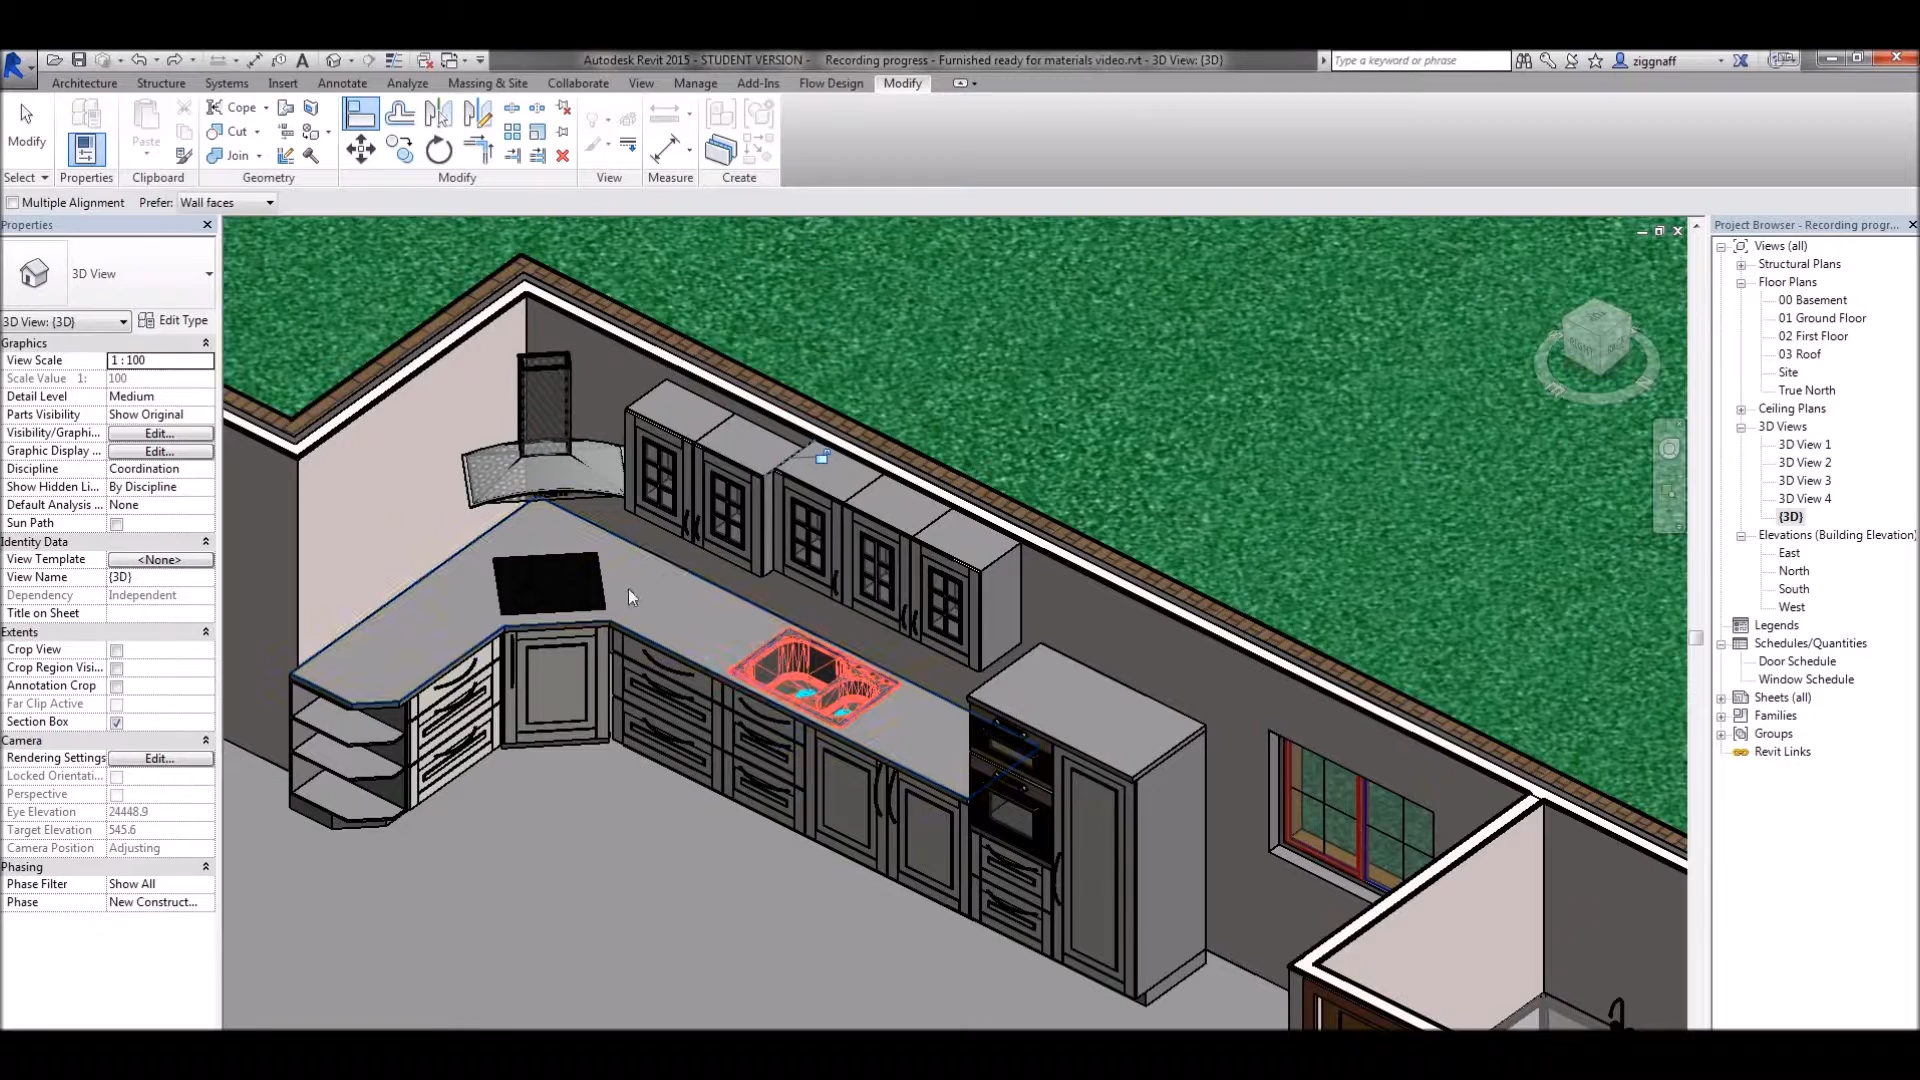 Autodesk Revit 2015 - STUDENT VERSION - Recording progress - Furnished ready for materials video.rvt - 3D View: {3D}
Type a keyword or phrase
ziggnaff
Architecture Structure Systems Insert Annotate Analyze Massing & Site Collaborate View Manage Add-Ins Flow Design Modify
Modify
Paste
Cope
Cut
Join
Select Properties Clipboard Geometry Modify View Measure Create
Multiple Alignment Prefer: Wall faces
Properties
3D View
3D View: {3D} Edit Type
Graphics
View Scale 1 : 100
Scale Value 1: 100
Detail Level Medium
Parts Visibility Show Original
Visibility/Graphi... Edit...
Graphic Display ... Edit...
Discipline Coordination
Show Hidden Li... By Discipline
Default Analysis ... None
Sun Path
Identity Data
View Template <None>
View Name {3D}
Dependency Independent
Title on Sheet
Extents
Crop View
Crop Region Visi...
Annotation Crop
Far Clip Active
Section Box
Camera
Rendering Settings Edit...
Locked Orientati...
Perspective
Eye Elevation 24448.9
Target Elevation 545.6
Camera Position Adjusting
Phasing
Phase Filter Show All
Phase New Construct...
Project Browser - Recording progr...
Views (all)
Structural Plans
Floor Plans
00 Basement
01 Ground Floor
02 First Floor
03 Roof
Site
True North
Ceiling Plans
3D Views
3D View 1
3D View 2
3D View 3
3D View 4
{3D}
Elevations (Building Elevation)
East
North
South
West
Legends
Schedules/Quantities
Door Schedule
Window Schedule
Sheets (all)
Families
Groups
Revit Links